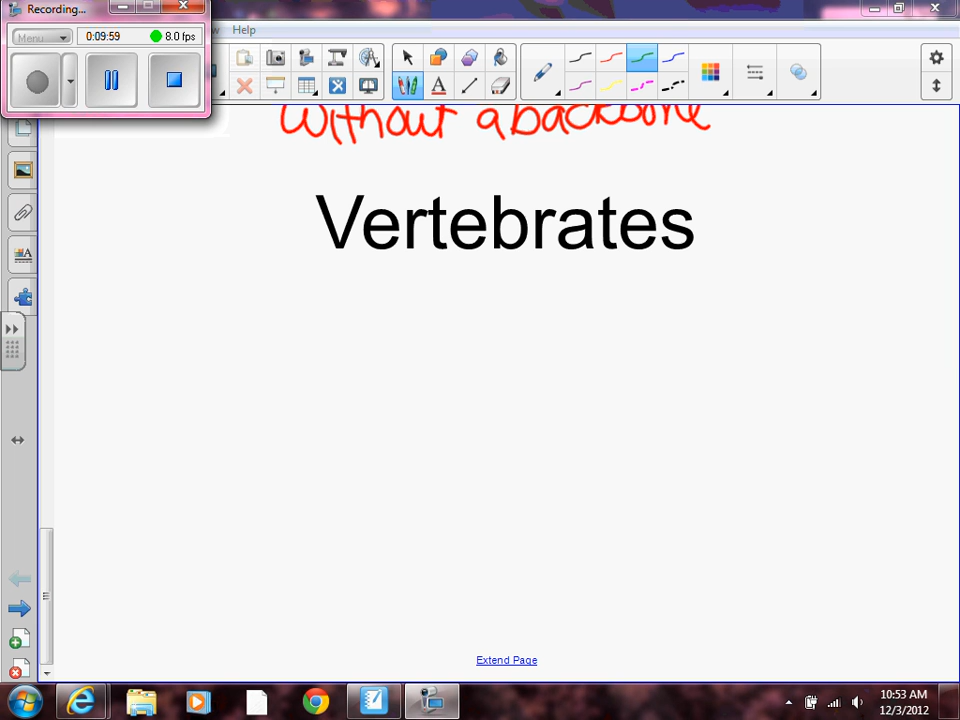 Recording...
Menu
0:09:59
8.0 fps
Help
Without a backbone
Vertebrates
Extend Page
10:53 AM
12/3/2012